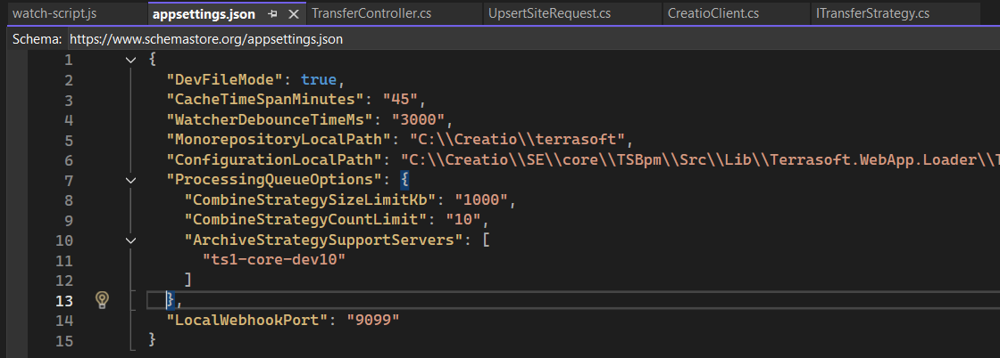 watch-script.js appsettings.json TransferController.cs UpsertSiteRequest.cs CreatioClient.cs ITransferStrategy.cs
Schema: https://www.schemastore.org/appsettings.json
1 {
2 "DevFileMode": true,
3 "CacheTimeSpanMinutes": "45",
4 "WatcherDebounceTimeMs": "3000",
5 "MonorepositoryLocalPath": "C:\\Creatio\\terrasoft",
6 "ConfigurationLocalPath": "C:\\Creatio\\SE\\core\\TSBpm\\Src\\Lib\\Terrasoft.WebApp.Loader\\T
7 "ProcessingQueueOptions": {
8 "CombineStrategySizeLimitKb": "1000",
9 "CombineStrategyCountLimit": "10",
10 "ArchiveStrategySupportServers": [
11 "ts1-core-dev10"
12 ]
13 },
14 "LocalWebhookPort": "9099"
15 }